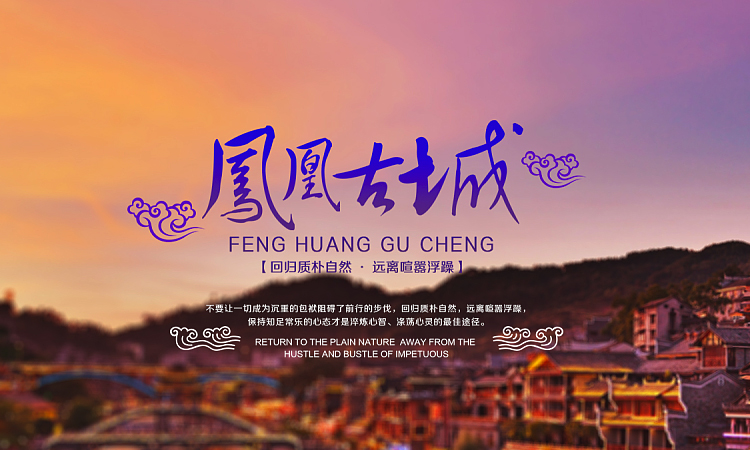 鳳凰古城
FENG HUANG GU CHENG
【回归质朴自然 · 远离喧嚣浮躁】
不要让一切成为沉重的包袱阻碍了前行的步伐，回归质朴自然，远离喧嚣浮躁，
保持知足常乐的心态才是淬炼心智、涤荡心灵的最佳途径。
RETURN TO THE PLAIN NATURE AWAY FROM THE
HUSTLE AND BUSTLE OF IMPETUOUS